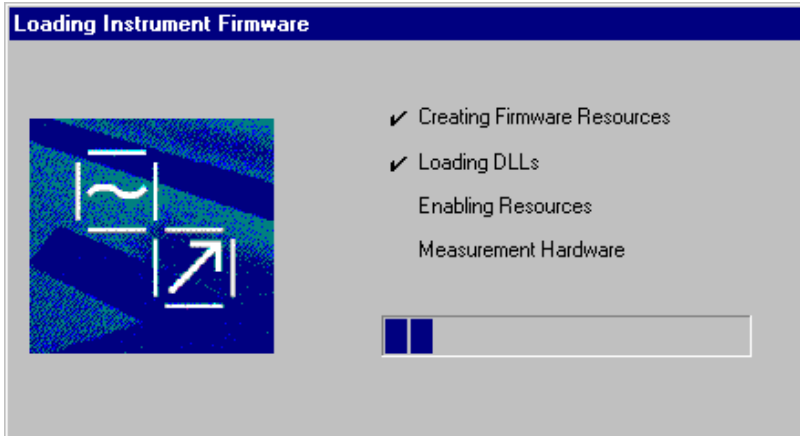 Loading Instrument Firmware
✔ Creating Firmware Resources
✔ Loading DLLs
Enabling Resources
Measurement Hardware